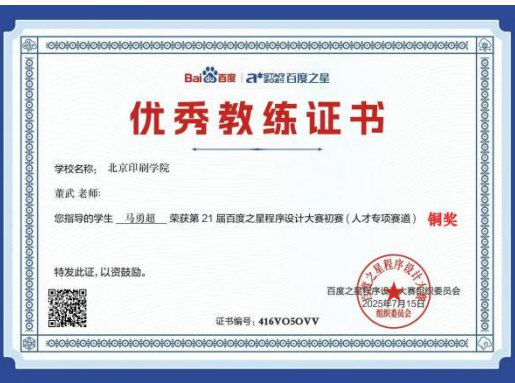 Bai百度 | 百度之星
优秀教练证书
学校名称: 北京印刷学院
董武 老师:
您指导的学生 马勇超 荣获第 21 届百度之星程序设计大赛初赛 ( 人才专项赛道 ) 铜奖
特发此证, 以资鼓励。
百度之星程序设计大赛组织委员会
2025年7月15日
组织委员会
证书编号: 416VO5OVV